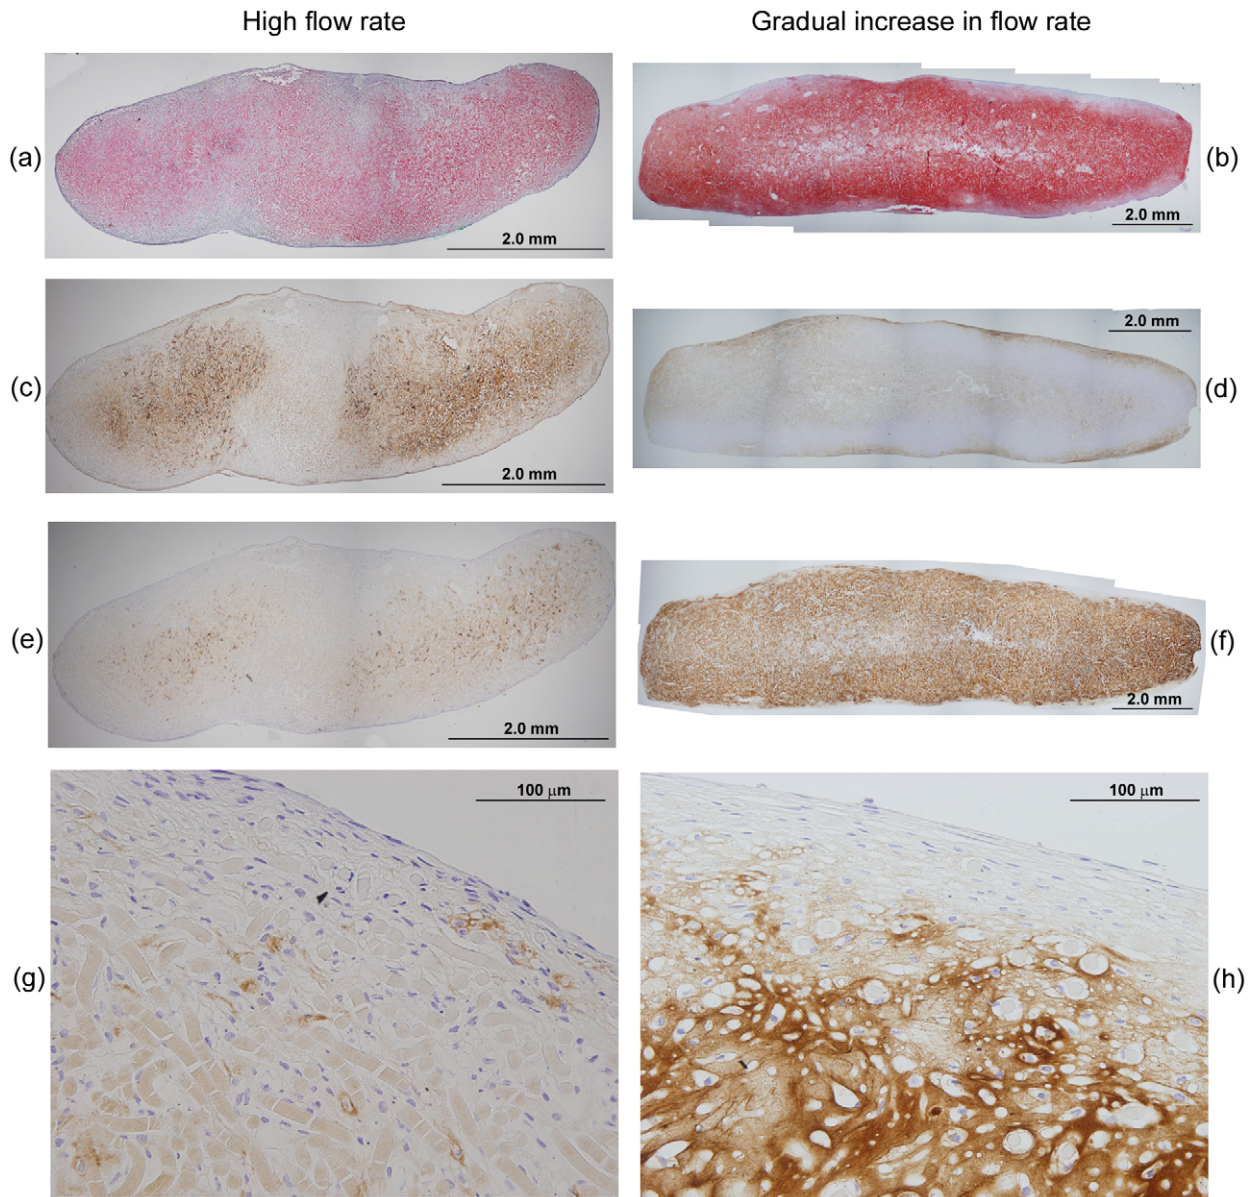 High flow rate
Gradual increase in flow rate
(a)
2.0 mm
(b)
2.0 mm
(c)
2.0 mm
(d)
2.0 mm
(e)
2.0 mm
(f)
2.0 mm
(g)
100 μm
(h)
100 μm